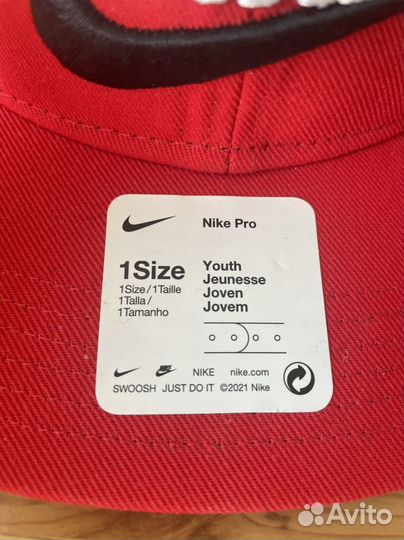 Nike Pro
1Size
1Size/1Taille
1Talla/
1Tamanho
Youth
Jeunesse
Joven
Jovem
NIKE nike.com
SWOOSH JUST DO IT ©2021 Nike
Avito